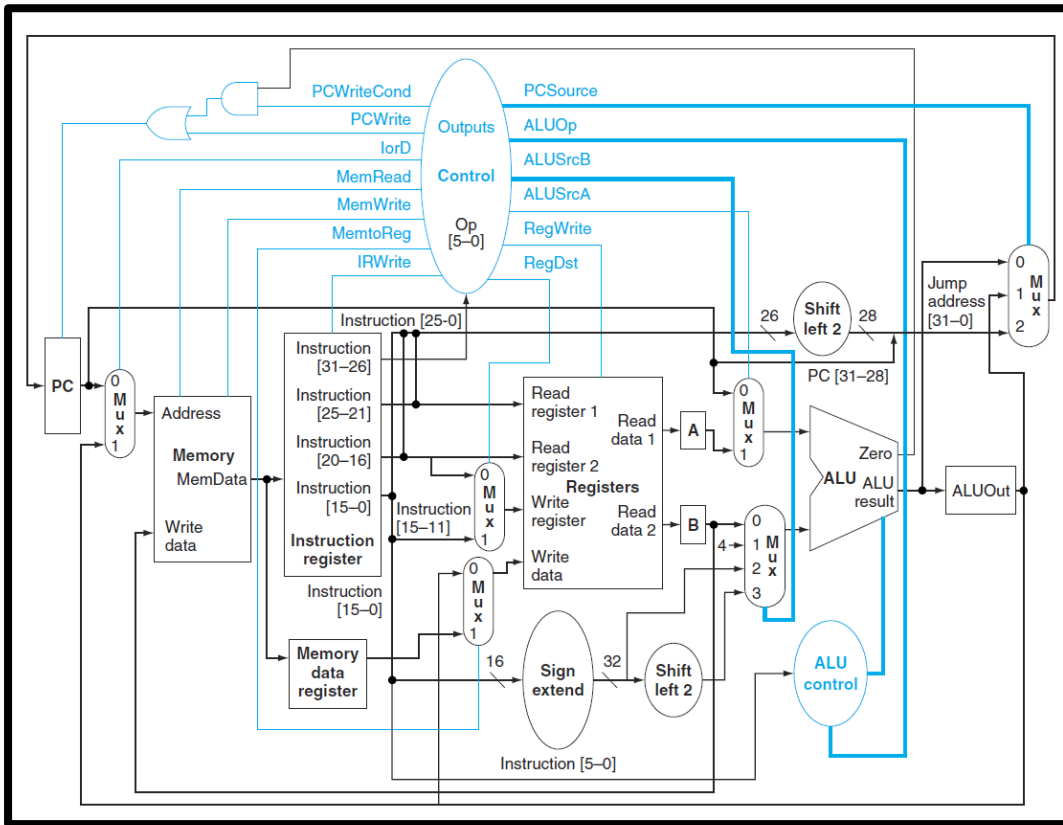 PCWriteCond
PCWrite
IorD
MemRead
MemWrite
MemtoReg
IRWrite
Outputs
Control
Op
[5–0]
PCSource
ALUOp
ALUSrcB
ALUSrcA
RegWrite
RegDst
Instruction [25-0]
26
Shift
left 2
28
Jump
address
[31–0]
PC [31–28]
0
1
2
M
u
x
PC
0
M
u
x
1
Address
Memory
MemData
Write
data
Instruction
[31–26]
Instruction
[25–21]
Instruction
[20–16]
Instruction
[15–0]
Instruction
register
Instruction
[15–0]
Instruction
[15–11]
Memory
data
register
0
M
u
x
1
0
M
u
x
1
Read
register 1
Read
register 2
Registers
Write
register
Write
data
Read
data 1
Read
data 2
A
B
0
M
u
x
1
4
0
1
2
3
M
u
x
ALU
Zero
ALU
result
ALUOut
16
Sign
extend
32
Shift
left 2
ALU
control
Instruction [5–0]